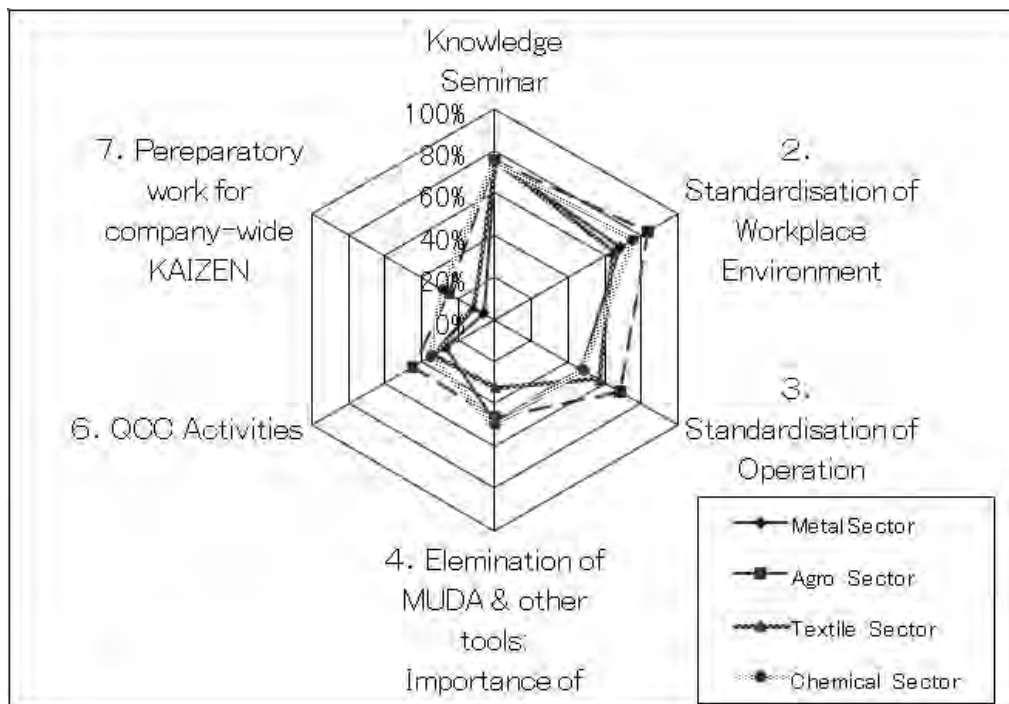 Knowledge
Seminar
100%
80%
60%
40%
20%
0%
2.
Standardisation of
Workplace
Environment
3.
Standardisation of
Operation
4. Elemination of
MUDA & other
tools:
Importance of
6. QCC Activities
7. Pereparatory
work for
company-wide
KAIZEN
Metal Sector
Agro Sector
Textile Sector
Chemical Sector